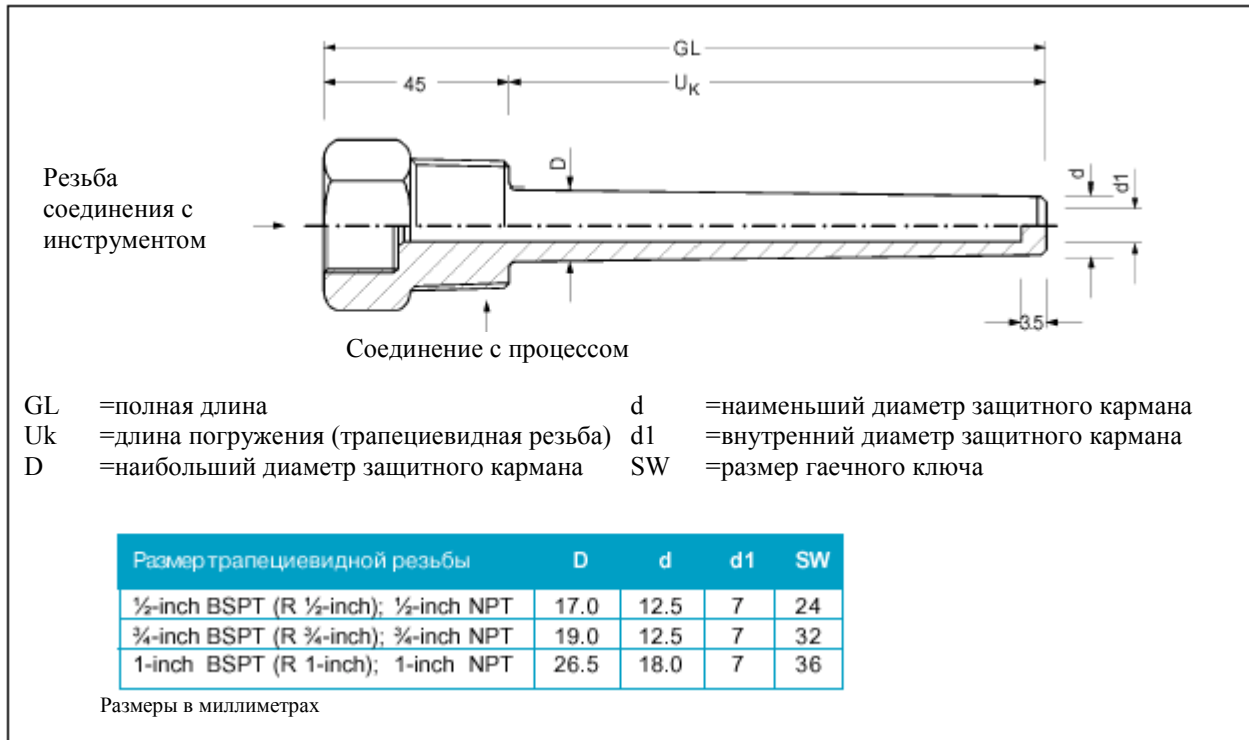 GL
45
Uк
Резьба
соединения с
инструментом
D
d
d1
3.5
Соединение с процессом
GL =полная длина
d =наименьший диаметр защитного кармана
Uk =длина погружения (трапециевидная резьба)
d1 =внутренний диаметр защитного кармана
D =наибольший диаметр защитного кармана
SW =размер гаечного ключа
Размер трапециевидной резьбы D d d1 SW
½-inch BSPT (R ½-inch); ½-inch NPT 17.0 12.5 7 24
¾-inch BSPT (R ¾-inch); ¾-inch NPT 19.0 12.5 7 32
1-inch BSPT (R 1-inch); 1-inch NPT 26.5 18.0 7 36
Размеры в миллиметрах